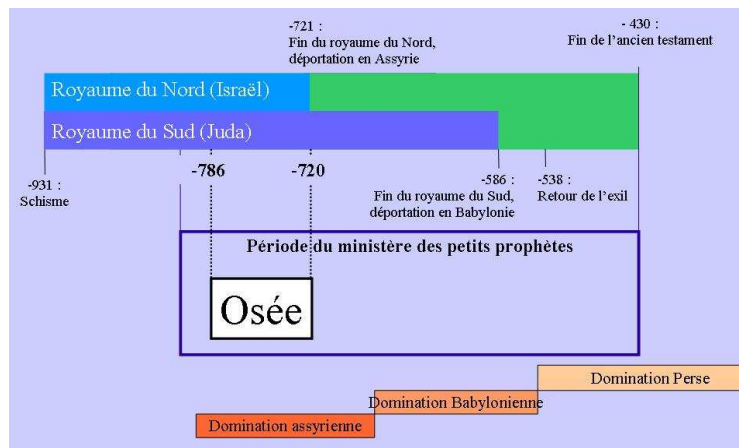 -721 :
Fin du royaume du Nord,
déportation en Assyrie
- 430 :
Fin de l'ancien testament
Royaume du Nord (Israël)
Royaume du Sud (Juda)
-931 :
Schisme
-786
-720
-586 :
Fin du royaume du Sud,
déportation en Babylonie
-538 :
Retour de l'exil
Période du ministère des petits prophètes
Osée
Domination Perse
Domination Babylonienne
Domination assyrienne